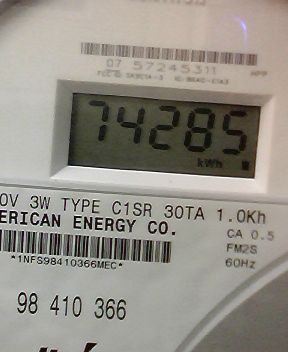 07 57245311
74285
kWh
0V 3W TYPE C1SR 30TA 1.0Kh
ERICAN ENERGY CO.
CA 0.5
FM2S
60Hz
*1NFS98410366MEC*
98 410 366